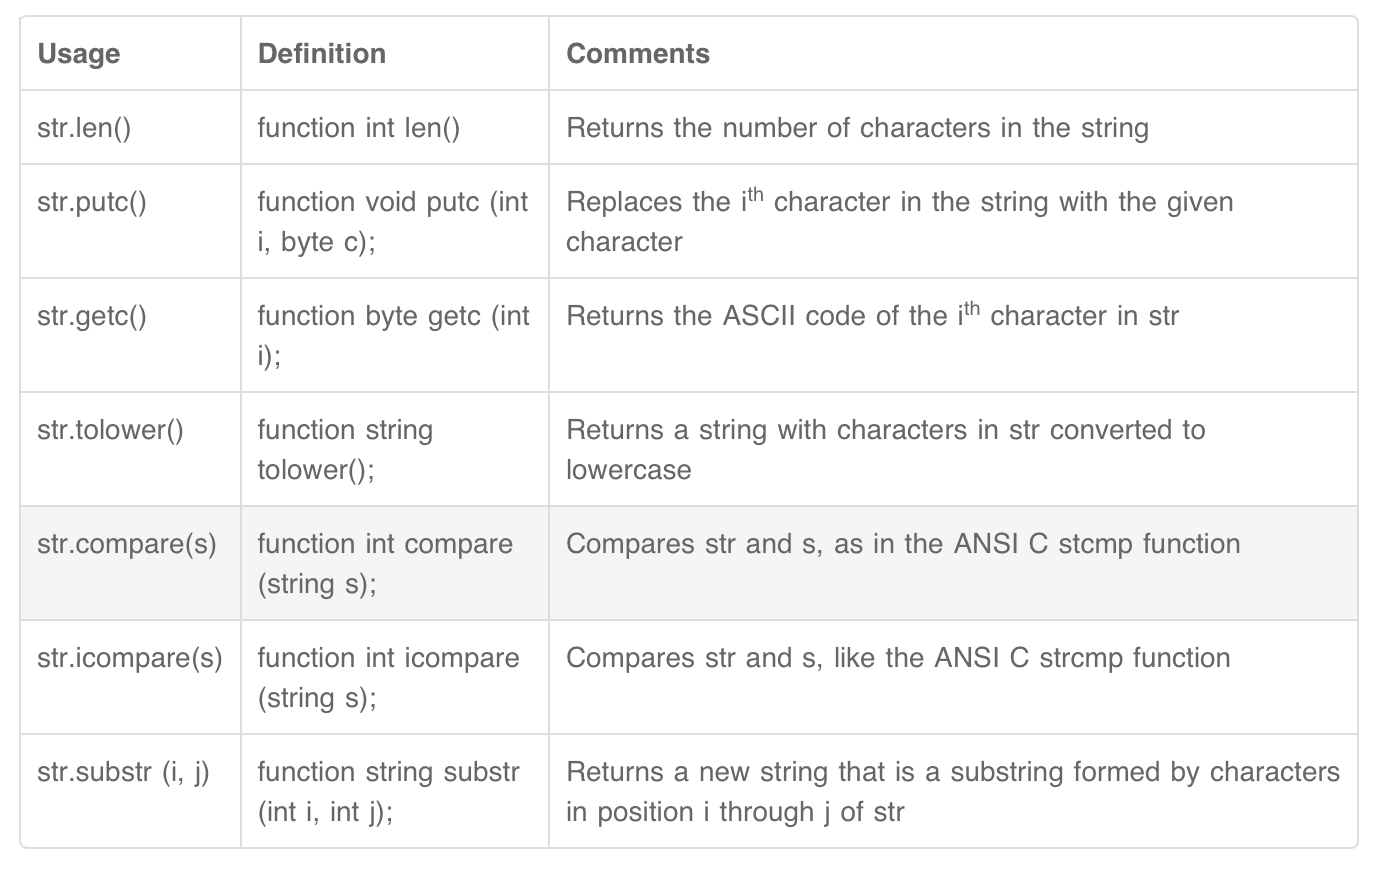 Usage Definition Comments
str.len() function int len() Returns the number of characters in the string
str.putc() function void putc (int Replaces the ith character in the string with the given
i, byte c); character
str.getc() function byte getc (int Returns the ASCII code of the ith character in str
i);
str.tolower() function string Returns a string with characters in str converted to
tolower(); lowercase
str.compare(s) function int compare Compares str and s, as in the ANSI C stcmp function
(string s);
str.icompare(s) function int icompare Compares str and s, like the ANSI C strcmp function
(string s);
str.substr (i, j) function string substr Returns a new string that is a substring formed by characters
(int i, int j); in position i through j of str